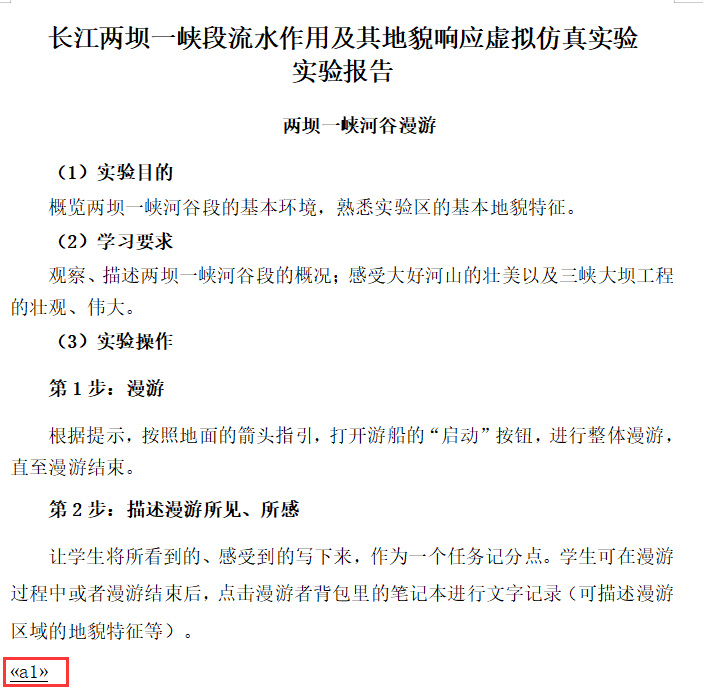 长江两坝一峡段流水作用及其地貌响应虚拟仿真实验
实验报告
两坝一峡河谷漫游
（1）实验目的
概览两坝一峡河谷段的基本环境，熟悉实验区的基本地貌特征。
（2）学习要求
观察、描述两坝一峡河谷段的概况；感受大好河山的壮美以及三峡大坝工程
的壮观、伟大。
（3）实验操作
第 1 步：漫游
根据提示，按照地面的箭头指引，打开游船的“启动”按钮，进行整体漫游，
直至漫游结束。
第 2 步：描述漫游所见、所感
让学生将所看到的、感受到的写下来，作为一个任务记分点。学生可在漫游
过程中或者漫游结束后，点击漫游者背包里的笔记本进行文字记录（可描述漫游
区域的地貌特征等）。
«a1»